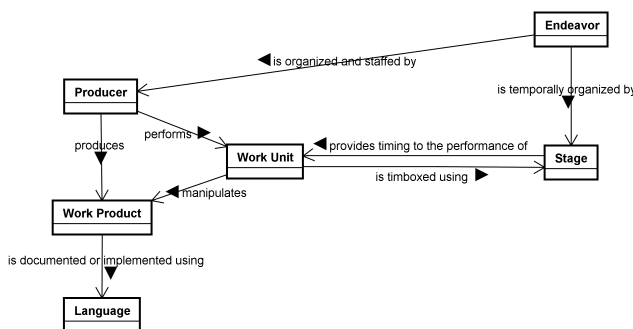 Endeavor
is organized and staffed by
Producer
is temporally organized by
produces
performs
Work Unit
provides timing to the performance of
Stage
is timboxed using
manipulates
Work Product
is documented or implemented using
Language